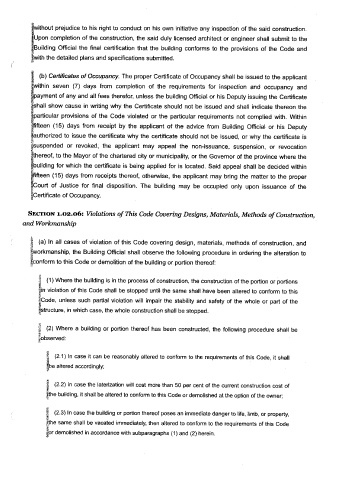 without prejudice to his right to conduct on his own initiative any inspection of the said construction.
Upon completion of the construction, the said duly licensed architect or engineer shall submit to the
Building Official the final certification that the building conforms to the provisions of the Code and
with the detailed plans and specifications submitted.
(b) Certificates of Occupancy. The proper Certificate of Occupancy shall be issued to the applicant
within seven (7) days from completion of the requirements for inspection and occupancy and
payment of any and all fees therefor, unless the building Official or his Deputy issuing the Certificate
shall show cause in writing why the Certificate should not be issued and shall indicate thereon the
particular provisions of the Code violated or the particular requirements not complied with. Within
fifteen (15) days from receipt by the applicant of the advice from Building Official or his Deputy
authorized to issue the certificate why the certificate should not be issued, or why the certificate is
suspended or revoked, the applicant may appeal the non-issuance, suspension, or revocation
thereof, to the Mayor of the chartered city or municipality, or the Governor of the province where the
building for which the certificate is being applied for is located. Said appeal shall be decided within
fifteen (15) days from receipts thereof, otherwise, the applicant may bring the matter to the proper
Court of Justice for final disposition. The building may be occupied only upon issuance of the
Certificate of Occupancy.
SECTION 1.02.06: Violations of This Code Covering Designs, Materials, Methods of Construction,
and Workmanship
(a) In all cases of violation of this Code covering design, materials, methods of construction, and
workmanship, the Building Official shall observe the following procedure in ordering the alteration to
conform to this Code or demolition of the building or portion thereof:
(1) Where the building is in the process of construction, the construction of the portion or portions
in violation of this Code shall be stopped until the same shall have been altered to conform to this
Code, unless such partial violation will impair the stability and safety of the whole or part of the
structure, in which case, the whole construction shall be stopped.
(2) Where a building or portion thereof has been constructed, the following procedure shall be
observed:
(2.1) In case it can be reasonably altered to conform to the requirements of this Code, it shall
be altered accordingly;
(2.2) In case the laterization will cost more than 50 per cent of the current construction cost of
the building, it shall be altered to conform to this Code or demolished at the option of the owner;
(2.3) In case the building or portion thereof poses an immediate danger to life, limb, or property,
the same shall be vacated immediately, then altered to conform to the requirements of this Code
or demolished in accordance with subparagraphs (1) and (2) herein.